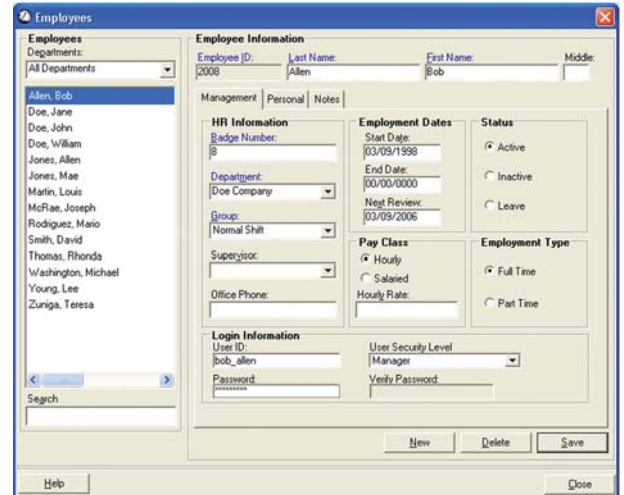 Employees
Employees
Departments:
All Departments
Allen, Bob
Doe, Jane
Doe, John
Doe, William
Jones, Allen
Jones, Mae
Martin, Louis
McRae, Joseph
Rodriguez, Mario
Smith, David
Thomas, Rhonda
Washington, Michael
Young, Lee
Zuniga, Teresa
Search
Employee Information
Employee ID: Last Name: First Name: Middle:
2008 Allen Bob
Management Personal Notes
HR Information
Badge Number:
8
Department:
Doe Company
Group:
Normal Shift
Supervisor:
Office Phone:
Employment Dates
Start Date:
03/09/1998
End Date:
00/00/0000
Next Review:
03/09/2006
Status
Active
Inactive
Leave
Pay Class
Hourly
Salaried
Hourly Rate:
Employment Type
Full Time
Part Time
Login Information
User ID: User Security Level
bob_allen Manager
Password: Verify Password:
*********
New Delete Save
Help Close